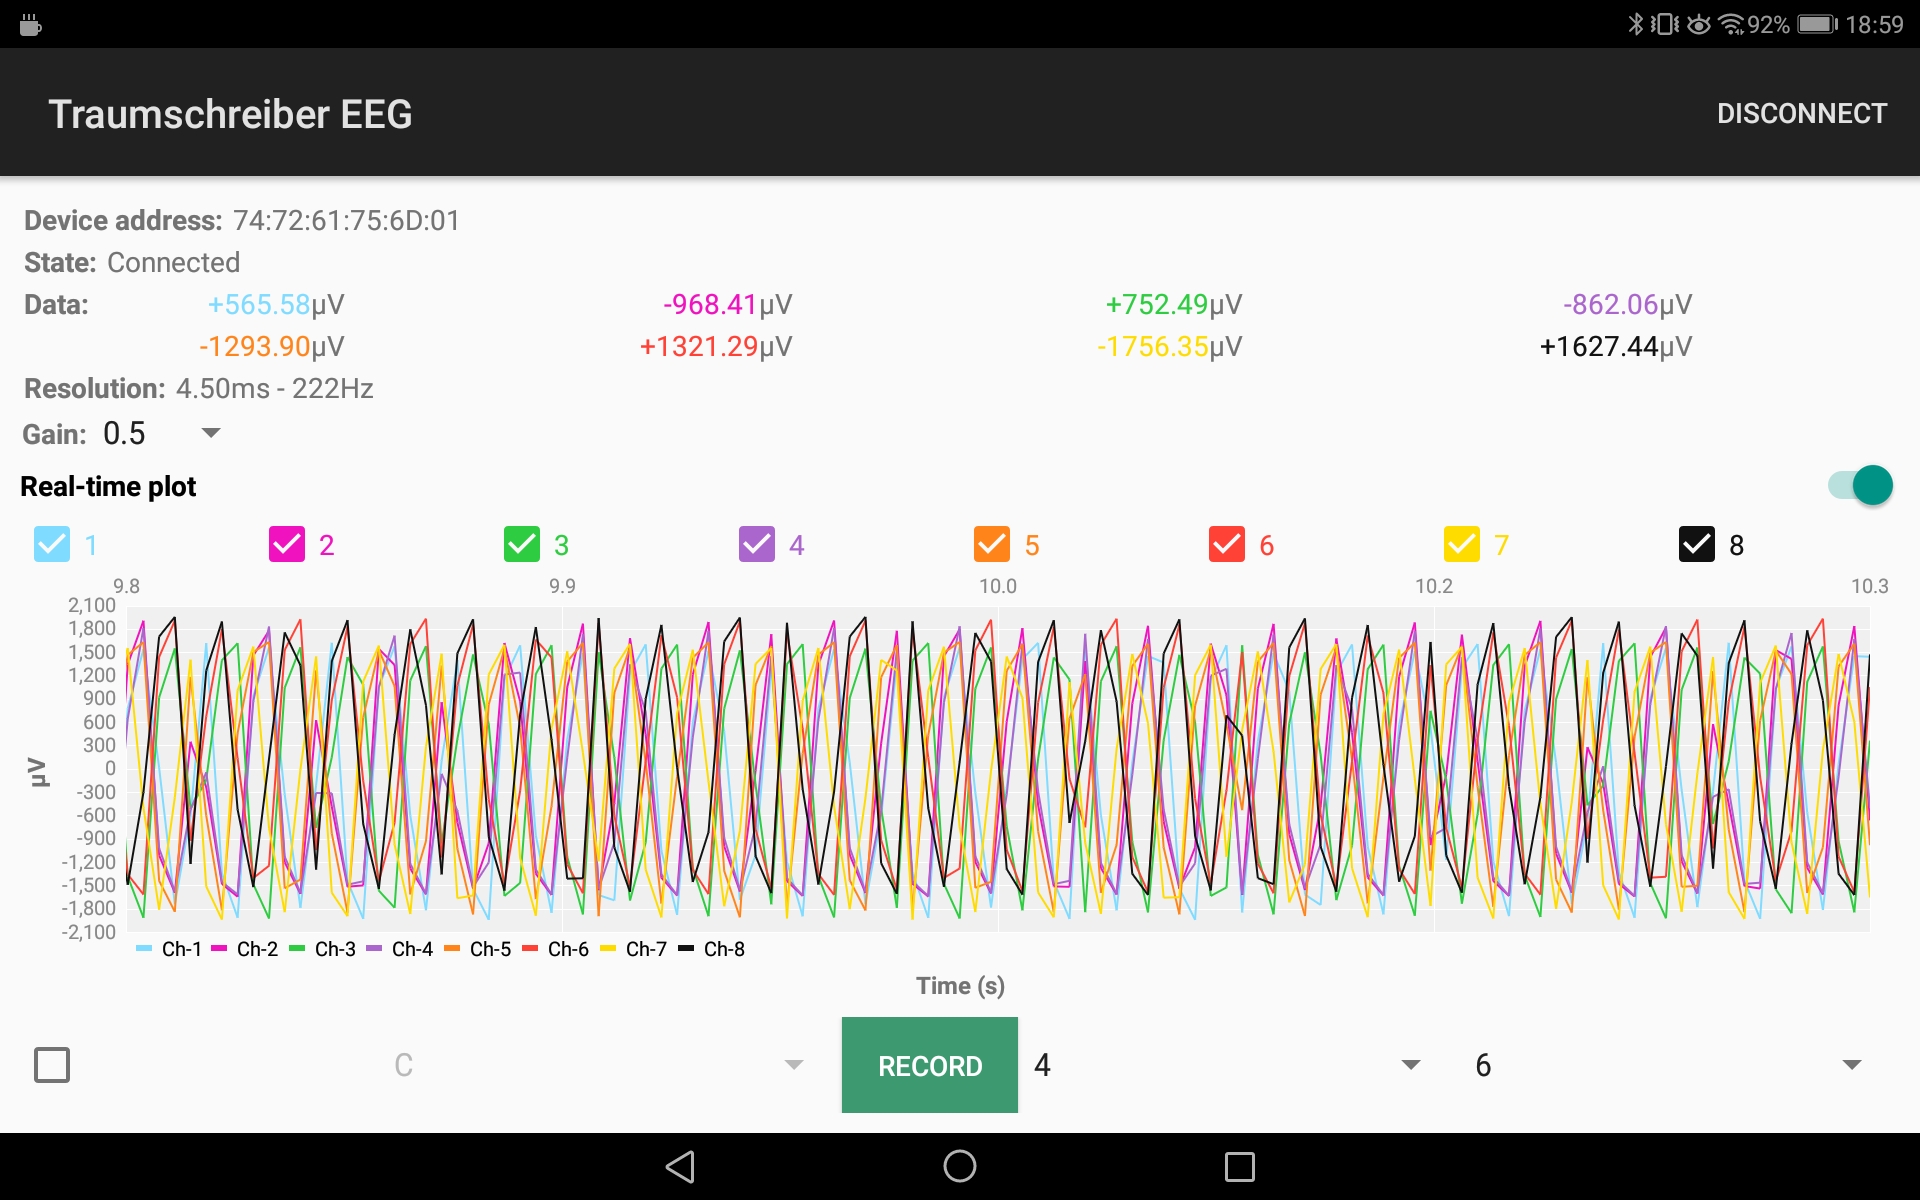 92% 18:59
Traumschreiber EEG DISCONNECT
Device address: 74:72:61:75:6D:01
State: Connected
Data: +565.58µV -968.41µV +752.49µV -862.06µV
-1293.90µV +1321.29µV -1756.35µV +1627.44µV
Resolution: 4.50ms - 222Hz
Gain: 0.5
Real-time plot
1 2 3 4 5 6 7 8
9.8 9.9 10.0 10.2 10.3
2,100
1,800
1,500
1,200
900
600
300
0
-300
-600
-900
-1,200
-1,500
-1,800
-2,100
µV
Ch-1 Ch-2 Ch-3 Ch-4 Ch-5 Ch-6 Ch-7 Ch-8
Time (s)
C RECORD 4 6